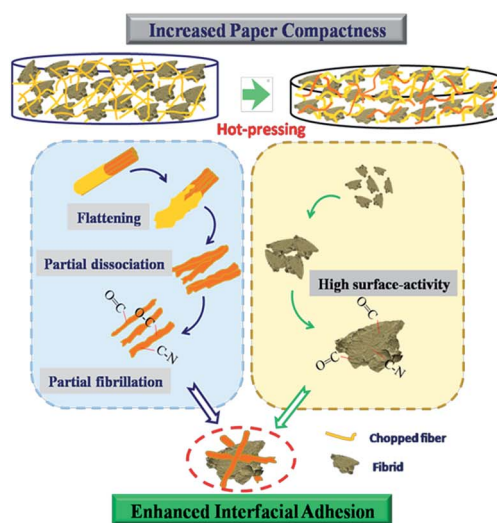 Increased Paper Compactness
Hot-pressing
Flattening
Partial dissociation
High surface-activity
O=C
O-C
C-N
Partial fibrillation
O=C
O=C
C-N
Chopped fiber
Fibrid
Enhanced Interfacial Adhesion